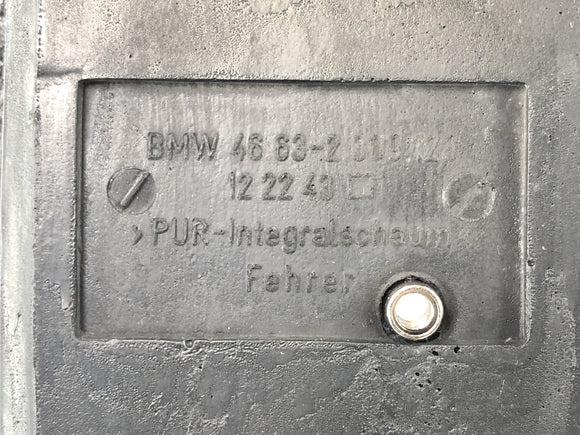 BMW 46 63-2
12 22 43
>PUR-Integralschaum<
Fehrer